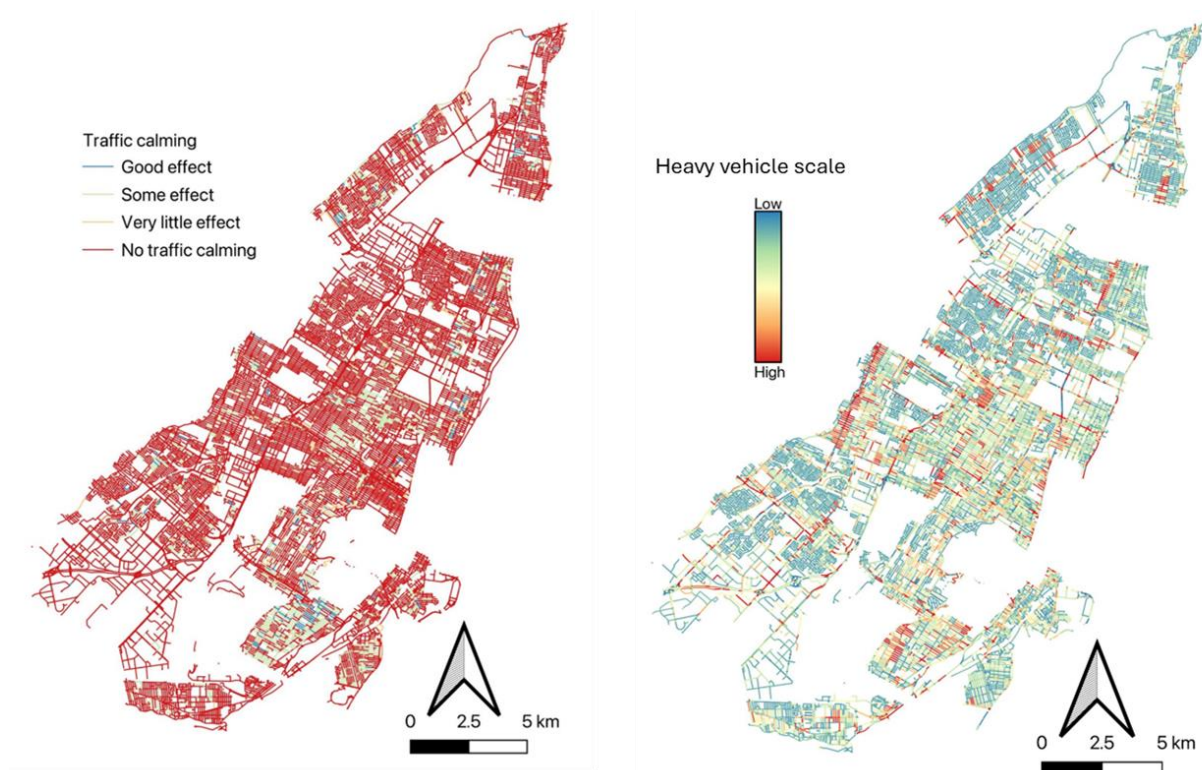 Traffic calming
Good effect
Some effect
Very little effect
No traffic calming
0 2.5 5 km
Heavy vehicle scale
Low
High
0 2.5 5 km